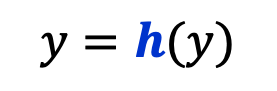 y = h(y)